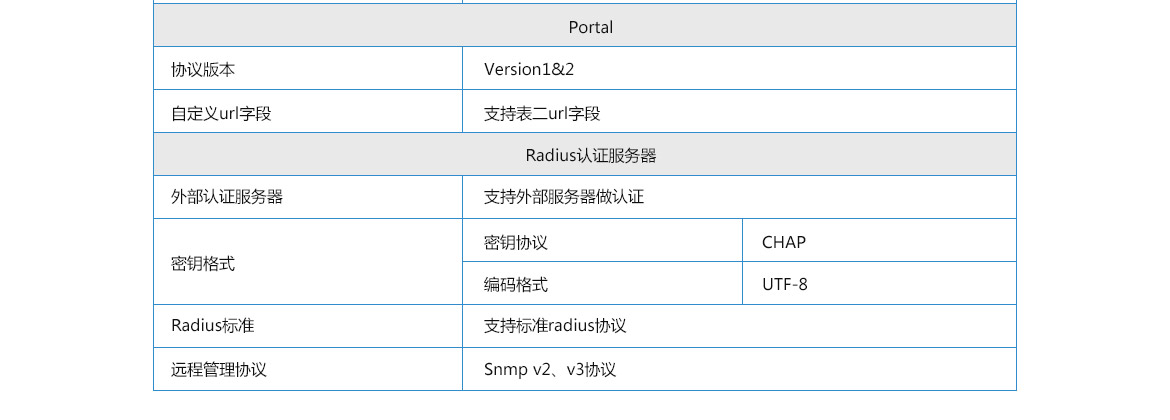 Portal
协议版本 Version1&2
自定义url字段 支持表二url字段
Radius认证服务器
外部认证服务器 支持外部服务器做认证
密钥格式 密钥协议 CHAP
编码格式 UTF-8
Radius标准 支持标准radius协议
远程管理协议 Snmp v2、v3协议